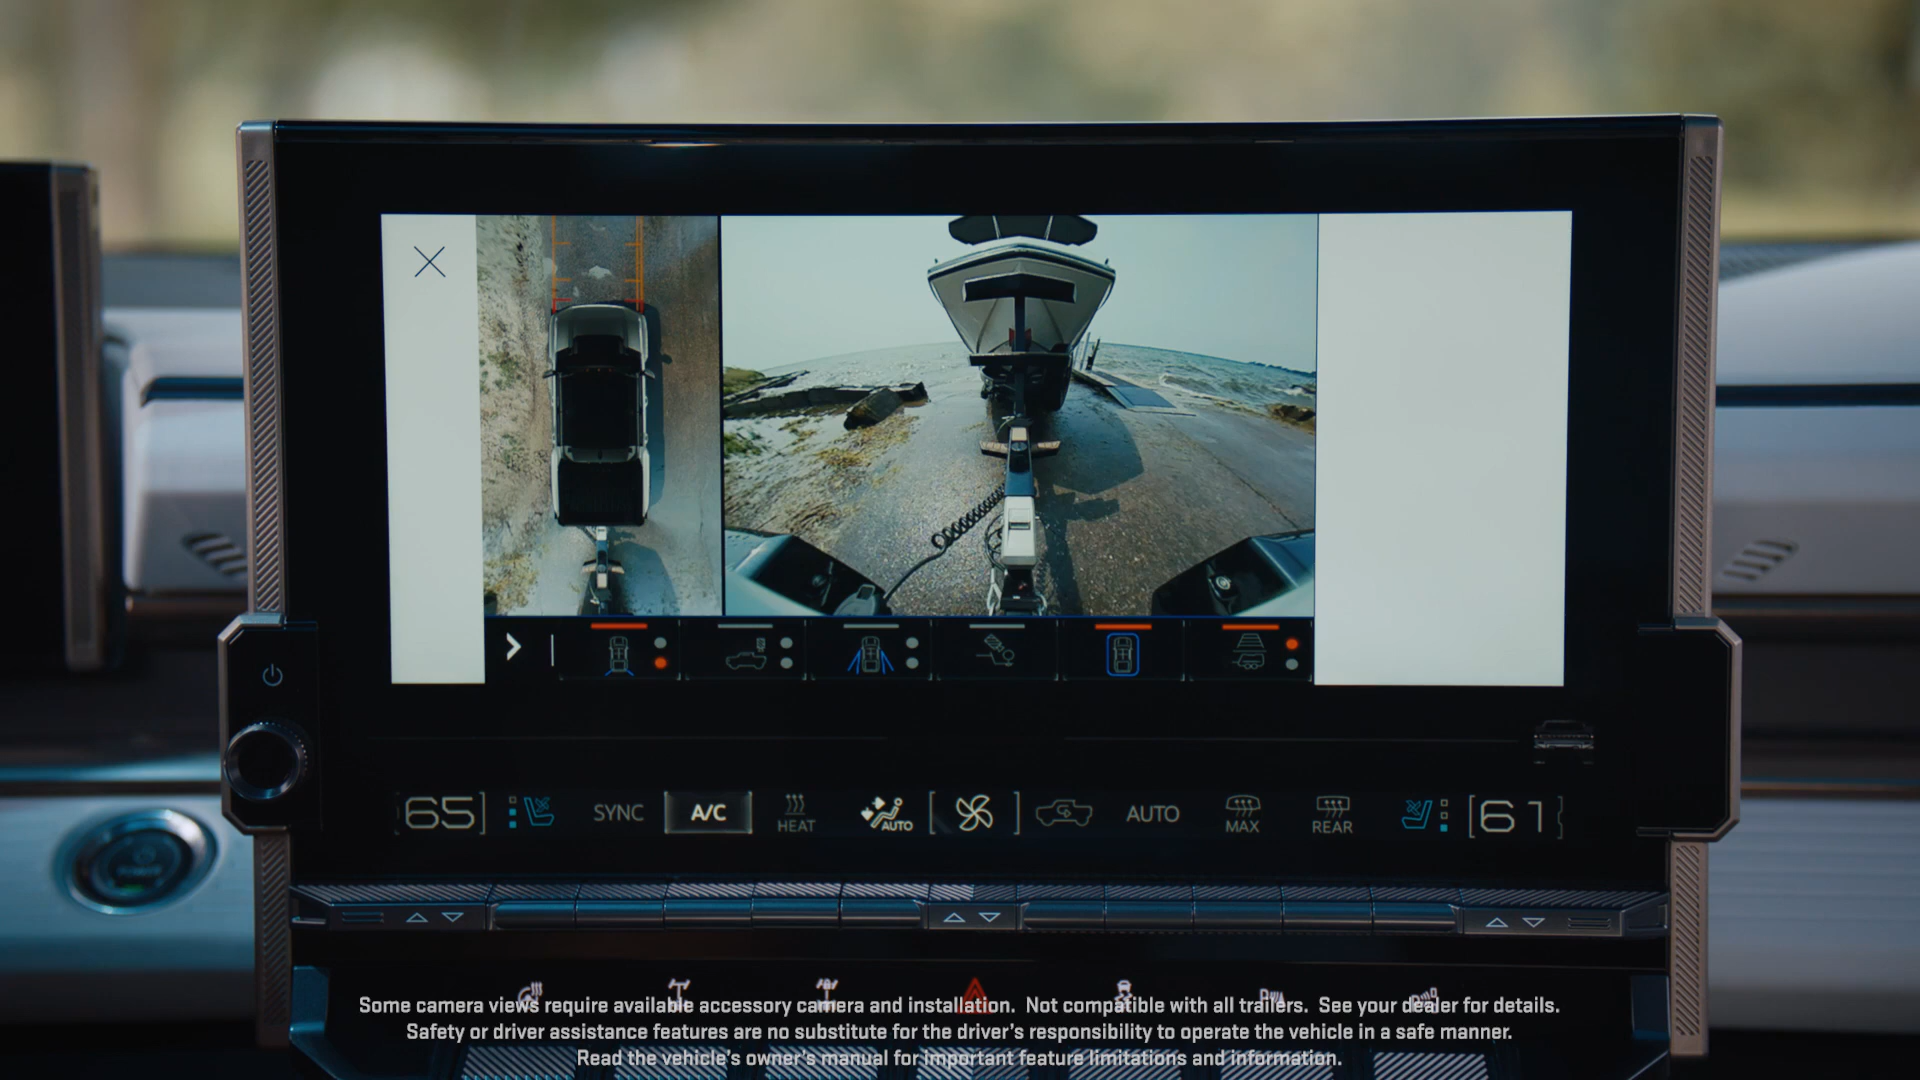 65
SYNC
A/C
HEAT
AUTO
AUTO
MAX
REAR
61
Some camera views require available accessory camera and installation. Not compatible with all trailers. See your dealer for details.
Safety or driver assistance features are no substitute for the driver's responsibility to operate the vehicle in a safe manner.
Read the vehicle's owner's manual for important feature limitations and information.